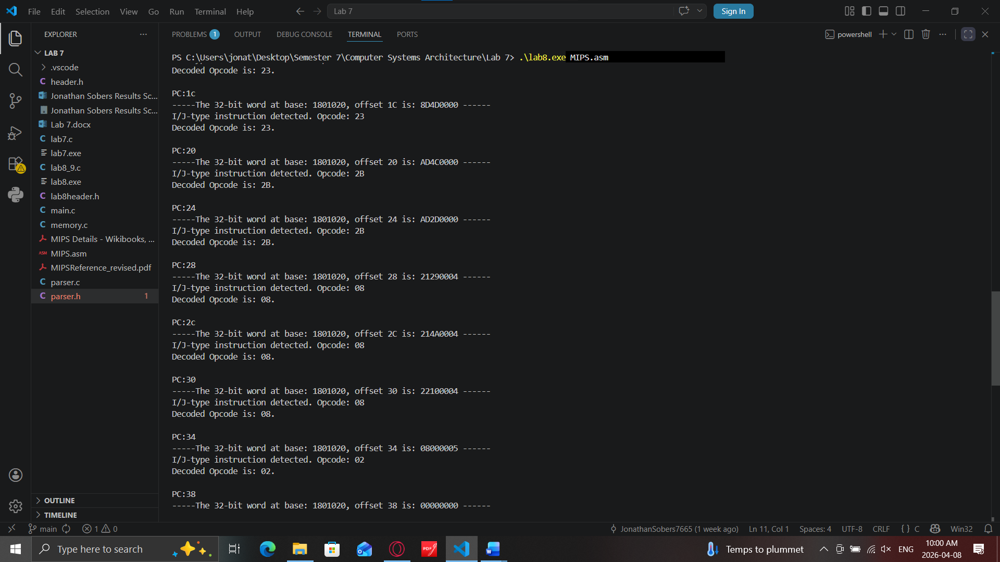 File Edit Selection View Go Run Terminal Help
Lab 7
Sign In
EXPLORER
LAB 7
.vscode
header.h
Jonathan Sobers Results Sc...
Jonathan Sobers Results Sc...
Lab 7.docx
lab7.c
lab7.exe
lab8_9.c
lab8.exe
lab8header.h
main.c
memory.c
MIPS Details - Wikibooks, ...
MIPS.asm
MIPSReference_revised.pdf
parser.c
parser.h 1
OUTLINE
TIMELINE
PROBLEMS 1 OUTPUT DEBUG CONSOLE TERMINAL PORTS
powershell
PS C:\Users\jonat\Desktop\Semester 7\Computer Systems Architecture\Lab 7> .\lab8.exe MIPS.asm
Decoded Opcode is: 23.
PC:1c
-----The 32-bit word at base: 1801020, offset 1C is: 8D4D0000 ------
I/J-type instruction detected. Opcode: 23
Decoded Opcode is: 23.
PC:20
-----The 32-bit word at base: 1801020, offset 20 is: AD4C0000 ------
I/J-type instruction detected. Opcode: 2B
Decoded Opcode is: 2B.
PC:24
-----The 32-bit word at base: 1801020, offset 24 is: AD2D0000 ------
I/J-type instruction detected. Opcode: 2B
Decoded Opcode is: 2B.
PC:28
-----The 32-bit word at base: 1801020, offset 28 is: 21290004 ------
I/J-type instruction detected. Opcode: 08
Decoded Opcode is: 08.
PC:2c
-----The 32-bit word at base: 1801020, offset 2C is: 214A0004 ------
I/J-type instruction detected. Opcode: 08
Decoded Opcode is: 08.
PC:30
-----The 32-bit word at base: 1801020, offset 30 is: 22100004 ------
I/J-type instruction detected. Opcode: 08
Decoded Opcode is: 08.
PC:34
-----The 32-bit word at base: 1801020, offset 34 is: 08000005 ------
I/J-type instruction detected. Opcode: 02
Decoded Opcode is: 02.
PC:38
-----The 32-bit word at base: 1801020, offset 38 is: 00000000 ------
main 1 0 JonathanSobers7665 (1 week ago) Ln 11, Col 1 Spaces: 4 UTF-8 CRLF {} C Win32
Type here to search
PDF
Temps to plummet
ENG
10:00 AM
2026-04-08